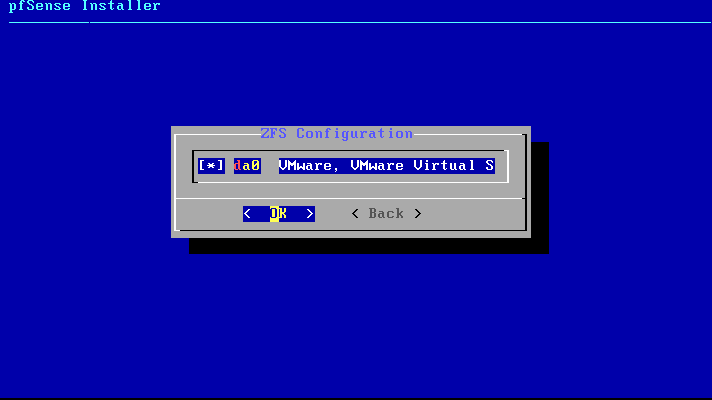 pfSense Installer
ZFS Configuration
[*] da0 VMware, VMware Virtual S
< OK > < Back >